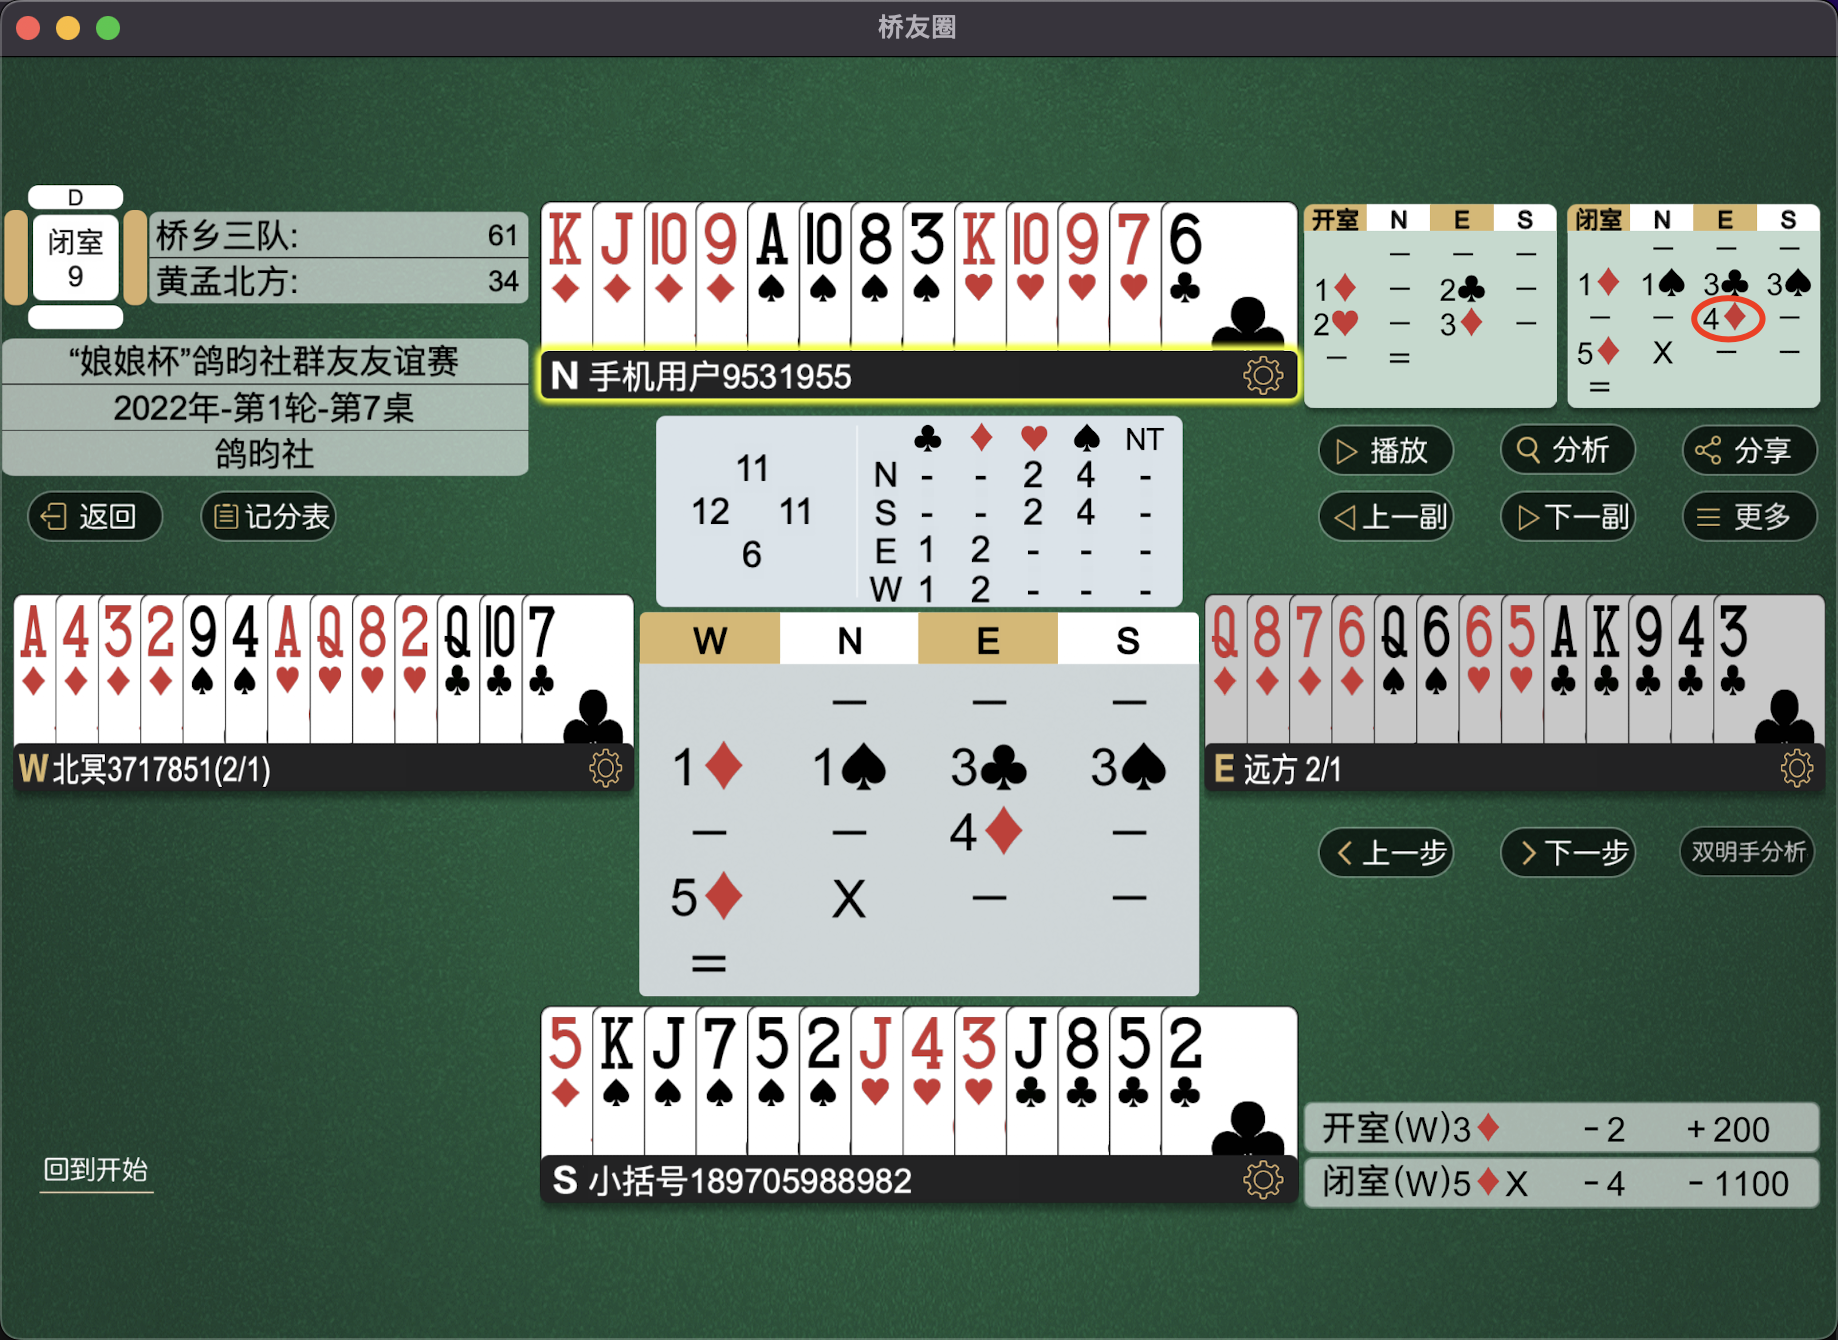 桥友圈
D
闭室
9
桥乡三队: 61
黄孟北方: 34
“娘娘杯”鸽昀社群友友谊赛
2022年-第1轮-第7桌
鸽昀社
返回
记分表
K♦ J♦ 10♦ 9♦ A♠ 10♠ 8♠ 3♠ K♥ 10♥ 9♥ 7♥ 6♣
N 手机用户9531955
开室 N E S
– – –
1♦ – 2♣ –
2♥ – 3♦ –
– =
闭室 N E S
– – –
1♦ 1♠ 3♣ 3♠
– – 4♦ –
5♦ X – –
=
播放
分析
分享
上一副
下一副
更多
11
12 11
6
♣ ♦ ♥ ♠ NT
N - - 2 4 -
S - - 2 4 -
E 1 2 - - -
W 1 2 - - -
A♦ 4♦ 3♦ 2♦ 9♠ 4♠ A♥ Q♥ 8♥ 2♥ Q♣ 10♣ 7♣
W 北冥3717851(2/1)
W N E S
– – –
1♦ 1♠ 3♣ 3♠
– – 4♦ –
5♦ X – –
=
Q♦ 8♦ 7♦ 6♦ Q♠ 6♠ 6♥ 5♥ A♣ K♣ 9♣ 4♣ 3♣
E 远方 2/1
上一步
下一步
双明手分析
5♦ K♠ J♠ 7♠ 5♠ 2♠ J♥ 4♥ 3♥ J♣ 8♣ 5♣ 2♣
S 小括号189705988982
回到开始
开室(W)3♦ -2 +200
闭室(W)5♦X -4 -1100